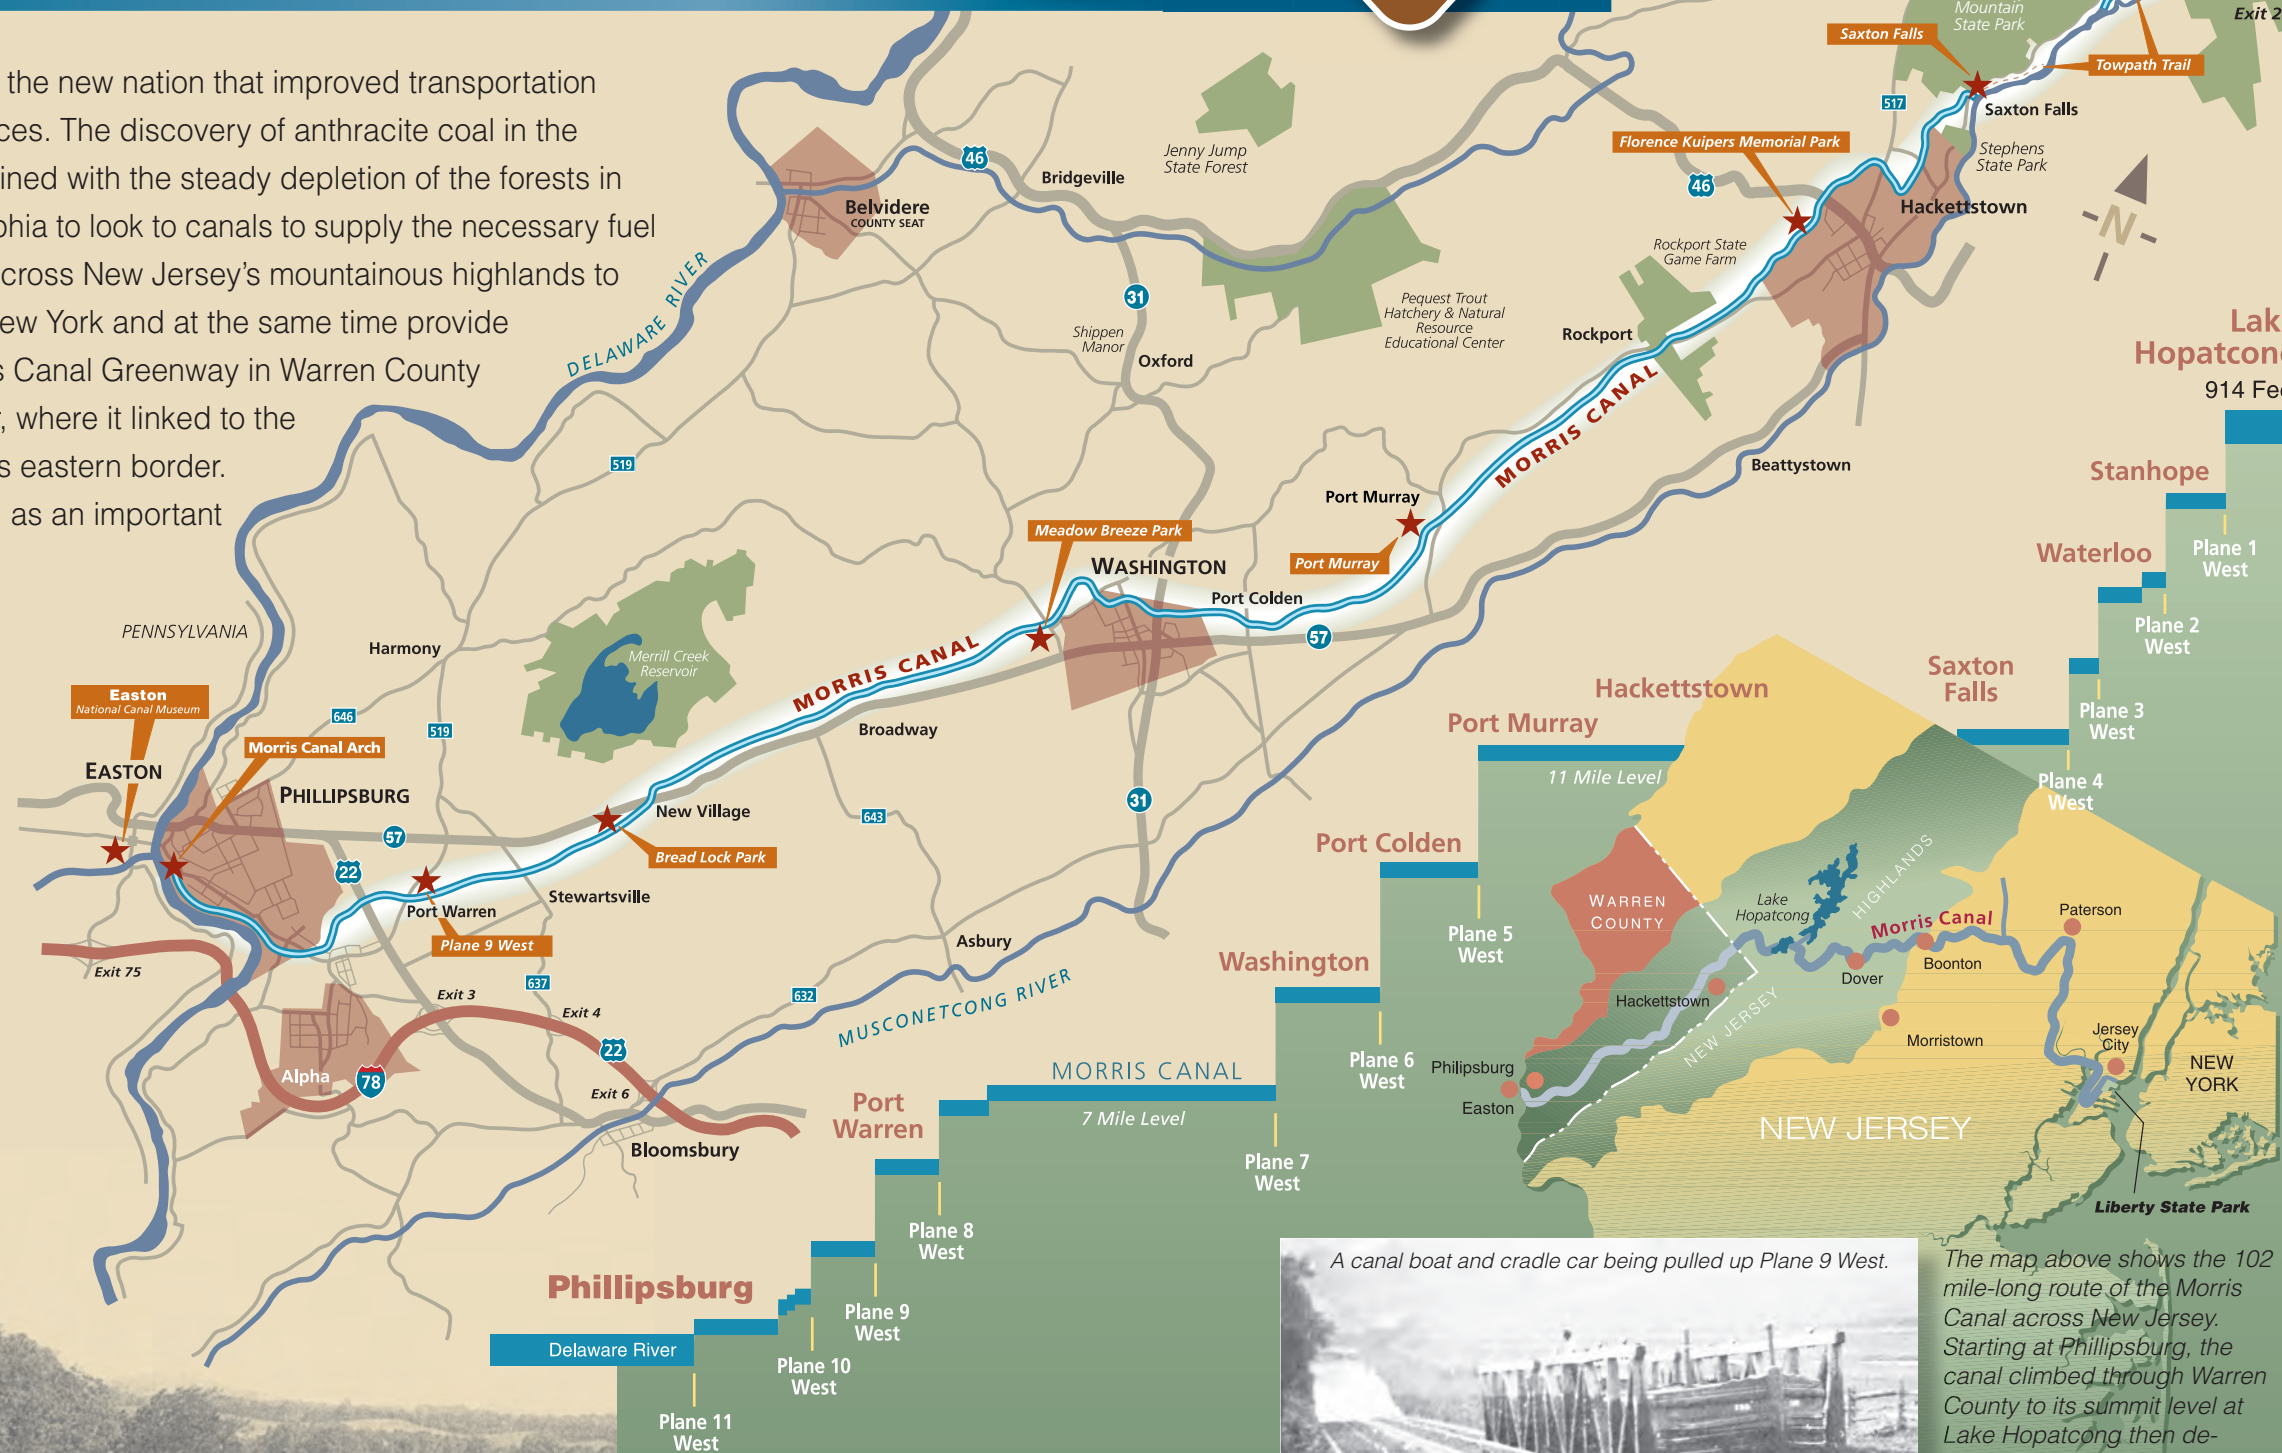 the new nation that improved transportation
ces. The discovery of anthracite coal in the
ined with the steady depletion of the forests in
phia to look to canals to supply the necessary fuel
cross New Jersey's mountainous highlands to
ew York and at the same time provide
s Canal Greenway in Warren County
, where it linked to the
s eastern border.
as an important
Mountain
State Park
Exit 2
Saxton Falls
Towpath Trail
517
Saxton Falls
Florence Kuipers Memorial Park
Stephens
State Park
46
Hackettstown
N
Rockport State
Game Farm
Jenny Jump
State Forest
46
Bridgeville
Belvidere
COUNTY SEAT
31
DELAWARE RIVER
Pequest Trout
Hatchery & Natural
Resource
Educational Center
Shippen
Manor
Oxford
Rockport
MORRIS CANAL
519
Beattystown
Port Murray
Port Murray
Meadow Breeze Park
WASHINGTON
Port Colden
57
PENNSYLVANIA
Harmony
Merrill Creek
Reservoir
MORRIS CANAL
Easton
National Canal Museum
646
519
Broadway
Morris Canal Arch
EASTON
PHILLIPSBURG
57
New Village
31
643
Bread Lock Park
22
Stewartsville
Port Warren
Plane 9 West
Asbury
Exit 75
637
632
Exit 3
Exit 4
MUSCONETCONG RIVER
22
Alpha
78
Exit 6
Bloomsbury
Lak
Hopatcong
914 Fee
Stanhope
Plane 1
West
Waterloo
Plane 2
West
Saxton
Falls
Plane 3
West
Plane 4
West
Hackettstown
Port Murray
11 Mile Level
Port Colden
Plane 5
West
Washington
Plane 6
West
MORRIS CANAL
7 Mile Level
Plane 7
West
Port
Warren
Plane 8
West
Plane 9
West
Phillipsburg
Delaware River
Plane 10
West
Plane 11
West
WARREN
COUNTY
Lake
Hopatcong
HIGHLANDS
Morris Canal
Paterson
Boonton
Dover
Hackettstown
NEW JERSEY
Morristown
Jersey
City
NEW
YORK
Philipsburg
Easton
NEW JERSEY
Liberty State Park
A canal boat and cradle car being pulled up Plane 9 West.
The map above shows the 102
mile-long route of the Morris
Canal across New Jersey.
Starting at Phillipsburg, the
canal climbed through Warren
County to its summit level at
Lake Hopatcong then de-